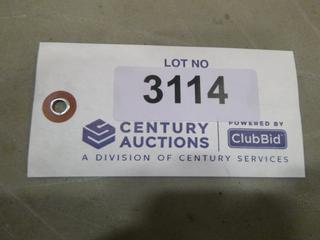 LOT NO
3114
CENTURY
AUCTIONS
POWERED BY
ClubBid
A DIVISION OF CENTURY SERVICES